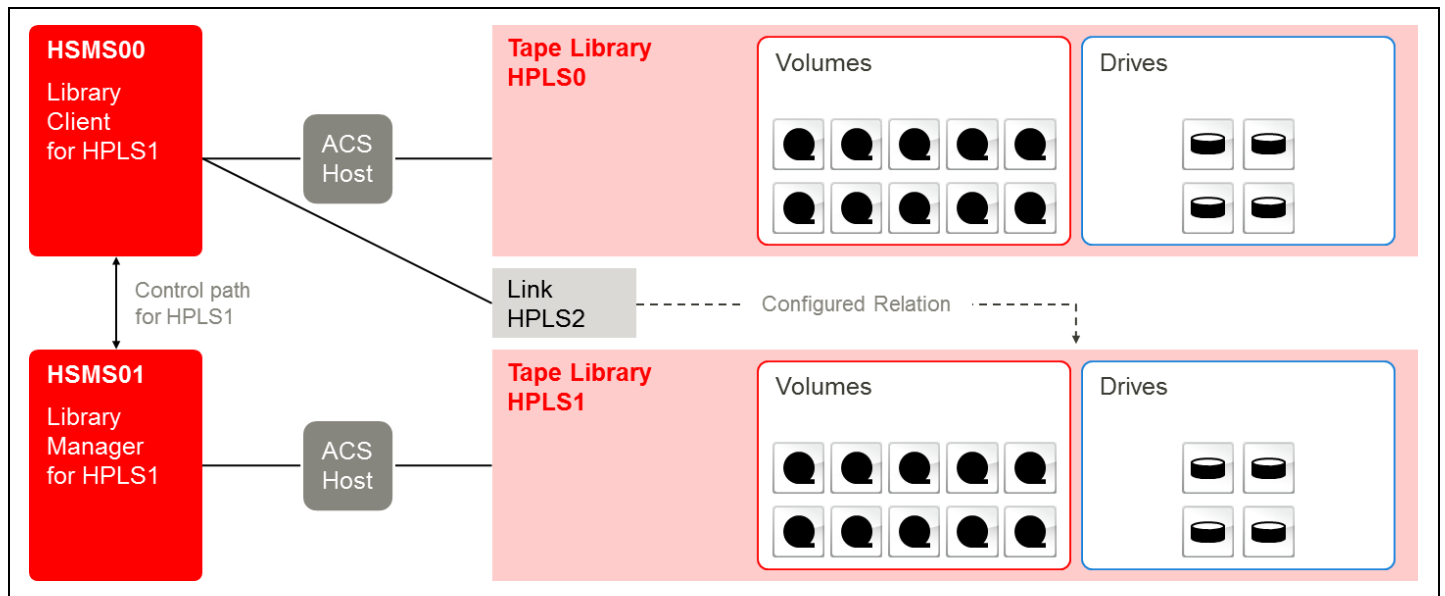 HSMS00
Library
Client
for HPLS1
ACS
Host
Tape Library
HPLS0
Volumes
Drives
Control path
for HPLS1
Link
HPLS2
Configured Relation
HSMS01
Library
Manager
for HPLS1
ACS
Host
Tape Library
HPLS1
Volumes
Drives